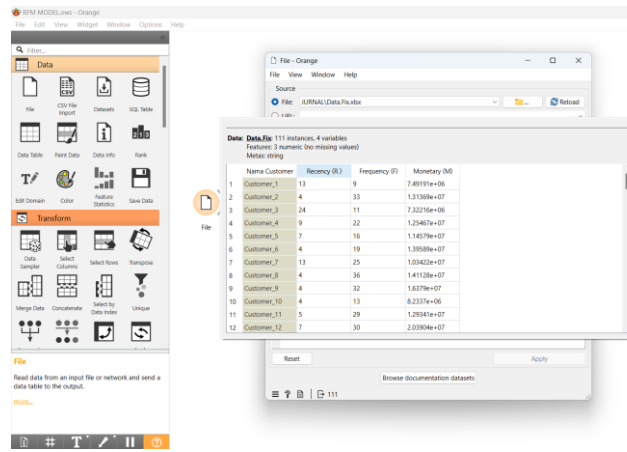 RFM MODEL.ows - Orange
File Edit View Widget Window Options Help
Filter...
Data
File CSV File Import Datasets SQL Table
Data Table Paint Data Data Info Rank
Edit Domain Color Feature Statistics Save Data
Transform
Data Sampler Select Columns Select Rows Transpose
Merge Data Concatenate Select by Data Index Unique
File
Read data from an input file or network and send a data table to the output.
more...
File
File - Orange
File View Window Help
Source
File: /URNAL\Data.Fix.xlsx ... Reload
Data: Data.Fix: 111 instances, 4 variables
Features: 3 numeric (no missing values)
Metas: string
Nama Customer Recency (R ) Frequency (F) Monetary (M)
1 Customer_1 13 9 7.49191e+06
2 Customer_2 4 33 1.31369e+07
3 Customer_3 24 11 7.32216e+06
4 Customer_4 9 22 1.25467e+07
5 Customer_5 7 16 1.14579e+07
6 Customer_6 4 19 1.39589e+07
7 Customer_7 13 25 1.03422e+07
8 Customer_8 4 36 1.41128e+07
9 Customer_9 4 32 1.6379e+07
10 Customer_10 4 13 8.2337e+06
11 Customer_11 5 29 1.29341e+07
12 Customer_12 7 30 2.03904e+07
Reset Apply
Browse documentation datasets
111